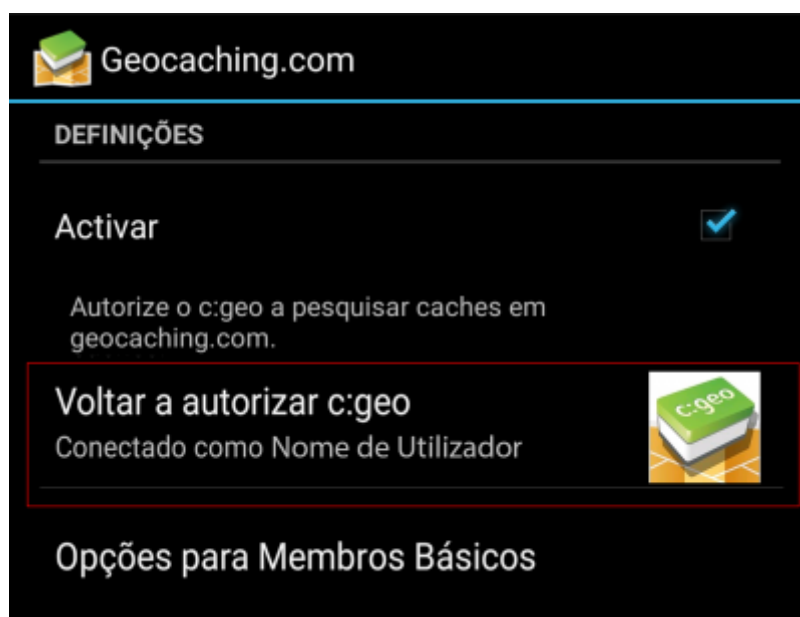 Geocaching.com
DEFINIÇÕES
Activar
Autorize o c:geo a pesquisar caches em
geocaching.com.
Voltar a autorizar c:geo
c:geo
Conectado como Nome de Utilizador
Opções para Membros Básicos